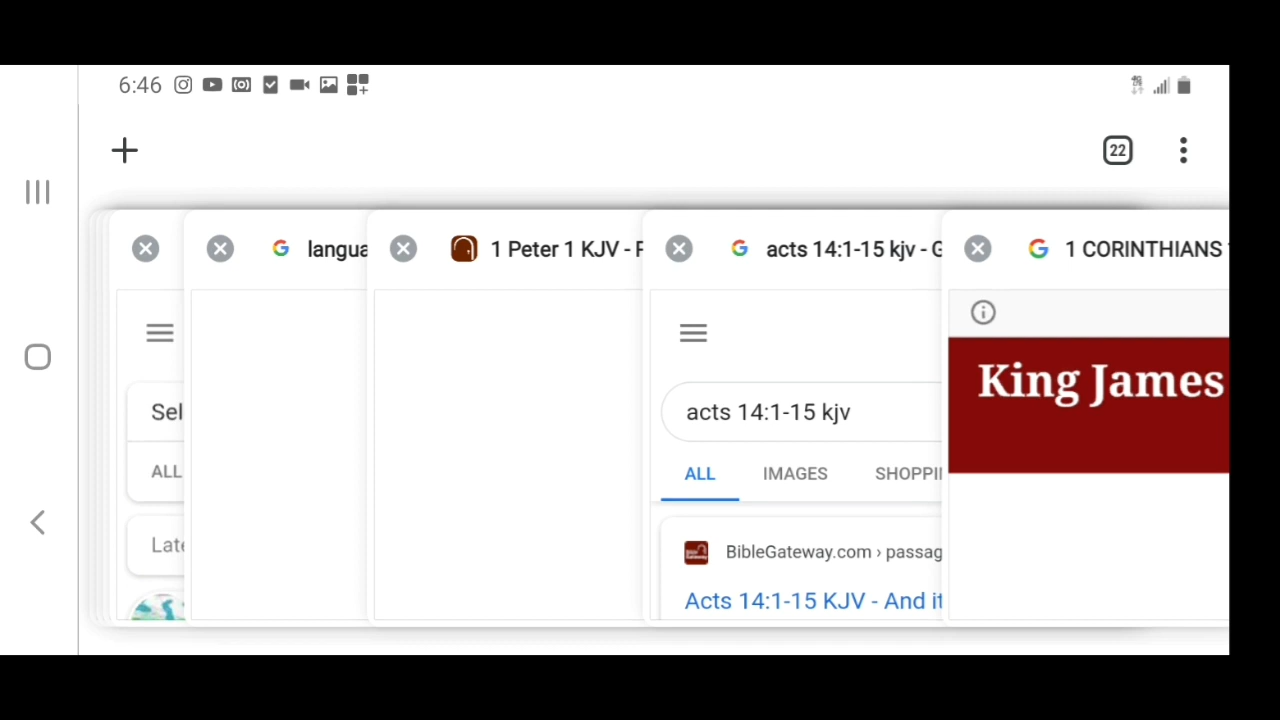 6:46
22
langua
1 Peter 1 KJV -
acts 14:1-15 kjv - G
1 CORINTHIANS
King James
Sel
acts 14:1-15 kjv
ALL
ALL
IMAGES
SHOPPI
Late
BibleGateway.com › passag
Acts 14:1-15 KJV - And it